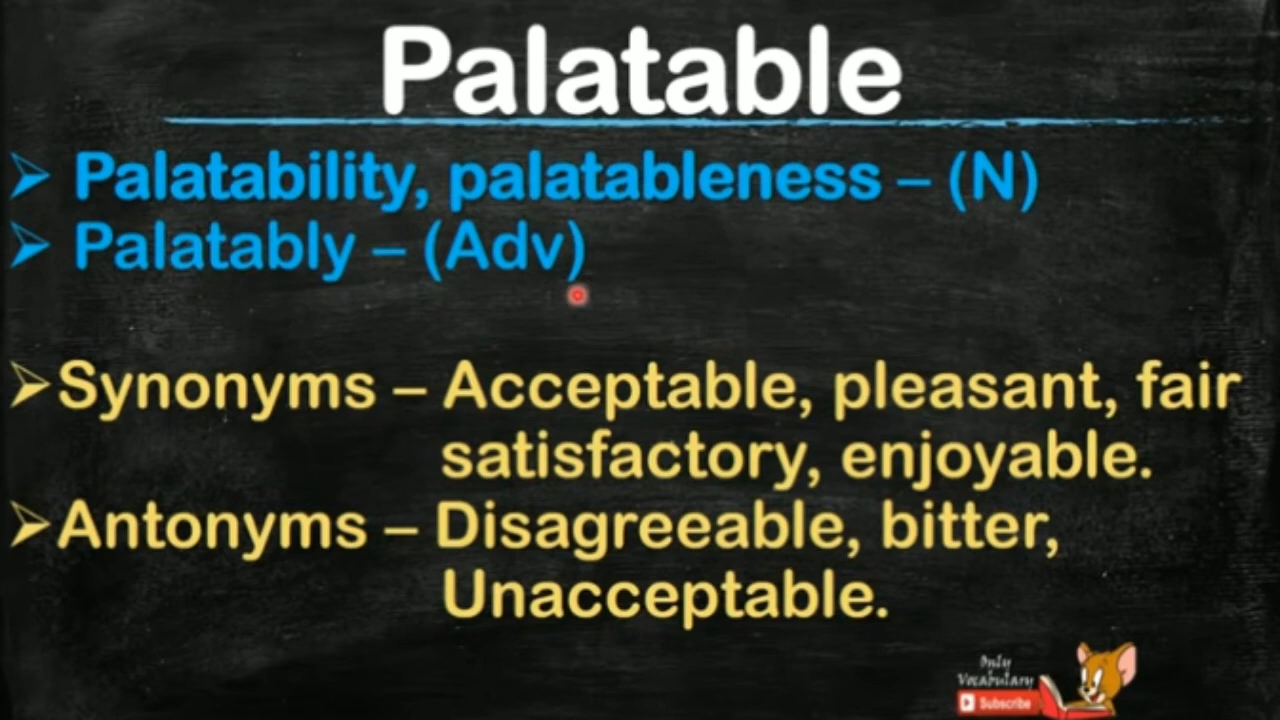 Palatable
➢ Palatability, palatableness – (N)
➢ Palatably – (Adv)
➢Synonyms – Acceptable, pleasant, fair
satisfactory, enjoyable.
➢Antonyms – Disagreeable, bitter,
Unacceptable.
Only
Vocabulary
Subscribe